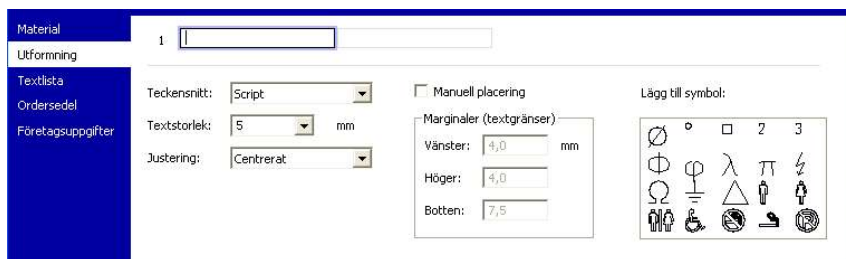 Material
Utformning
Textlista
Ordersedel
Företagsuppgifter
1
Teckensnitt: Script
Textstorlek: 5 mm
Justering: Centrerat
Manuell placering
Marginaler (textgränser)
Vänster: 4,0 mm
Höger: 4,0
Botten: 7,5
Lägg till symbol:
Ø ° □ 2 3
Φ φ λ π
Ω △